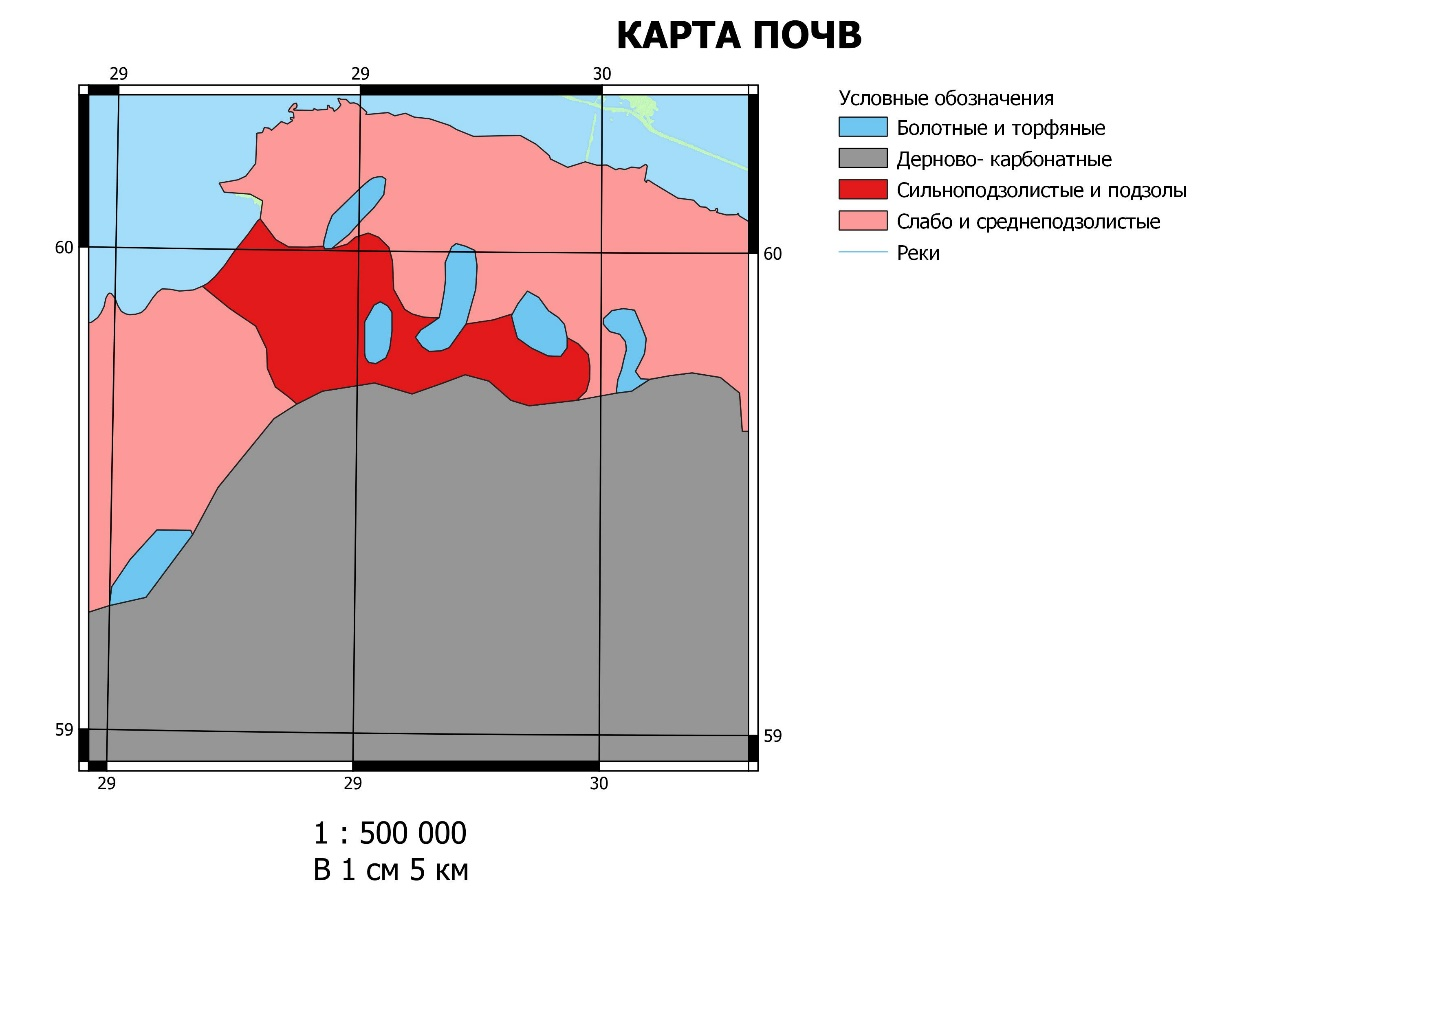 КАРТА ПОЧВ
29 29 30
Условные обозначения
Болотные и торфяные
Дерново- карбонатные
Сильноподзолистые и подзолы
Слабо и среднеподзолистые
Реки
60 60
59 59
29 29 30
1 : 500 000
В 1 см 5 км